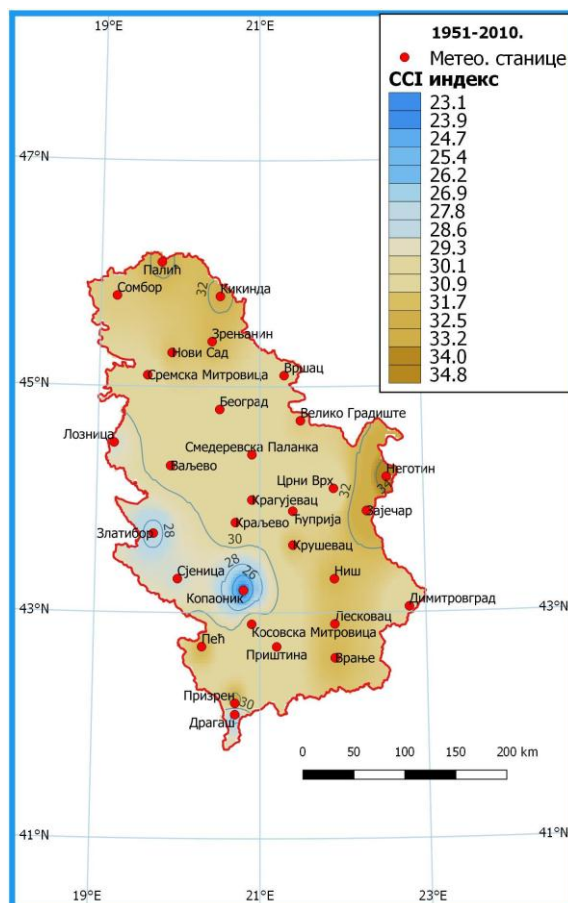 19°E
21°E
1951-2010.
Метео. станице
CCI индекс
23.1
23.9
24.7
25.4
26.2
26.9
27.8
28.6
29.3
30.1
30.9
31.7
32.5
33.2
34.0
34.8
47°N
Палић
Сомбор
32
Кикинда
Зрењанин
Нови Сад
45°N
Сремска Митровица
Вршац
45°N
Београд
Велико Градиште
Лозница
Смедеревска Паланка
Ваљево
Неготин
Црни Врх
32
Крагујевац
Ћуприја
Зајечар
Златибор
28
Краљево
30
Крушевац
28
26
Сјеница
Ниш
Копаоник
43°N
Димитровград
43°N
Лесковац
Косовска Митровица
Пећ
Приштина
Врање
Призрен
30
Драгаш
0 50 100 150 200 km
41°N
41°N
19°E
21°E
23°E